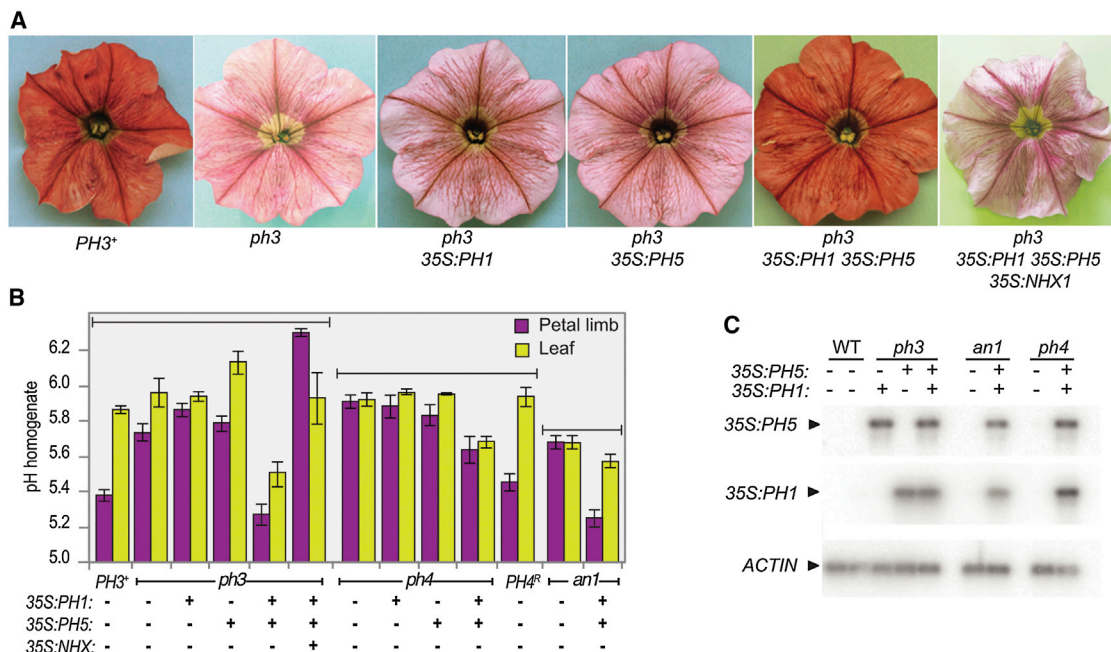 A
PH3+
ph3
ph3
35S:PH1
ph3
35S:PH5
ph3
35S:PH1 35S:PH5
ph3
35S:PH1 35S:PH5
35S:NHX1
B
Petal limb
Leaf
pH homogenate
6.2
6.0
5.8
5.6
5.4
5.2
5.0
PH3+ ph3 ph4 PH4R an1
35S:PH1: - - + - + + - + - + - - +
35S:PH5: - - - + + + - - + + - - +
35S:NHX: - - - - - + - - - - - - -
C
WT ph3 an1 ph4
35S:PH5: - - - + + - + - +
35S:PH1: - - + - + - + - +
35S:PH5
35S:PH1
ACTIN